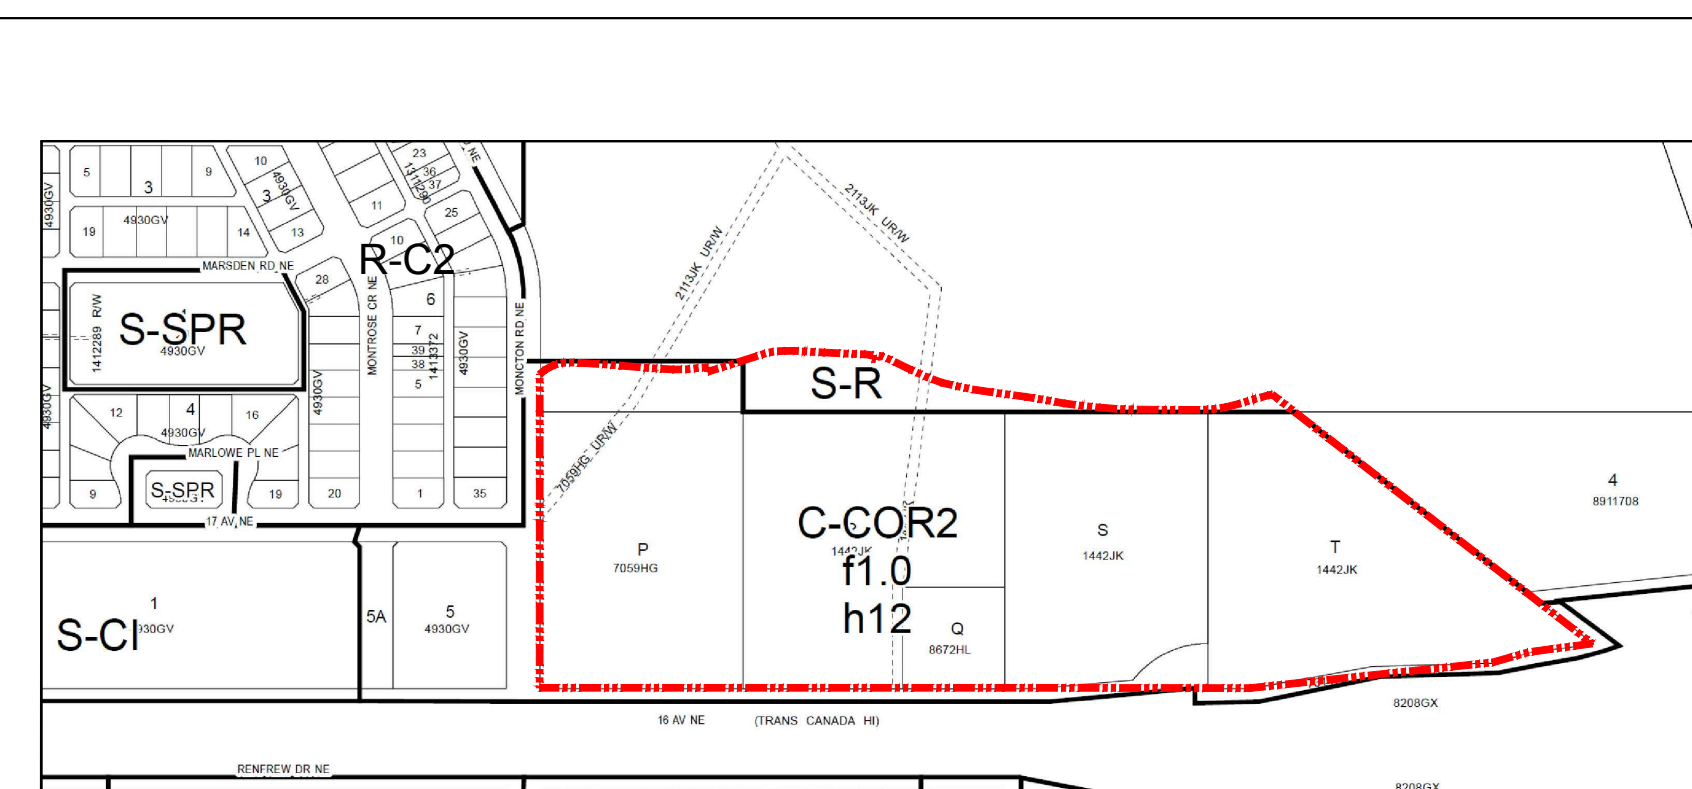 5
9
3
19
4930GV
14
4930GV
10
3
4930GV
13
23
36
37
1311290
11
25
10
NE
R-C2
MARSDEN RD NE
28
S-SPR
4930GV
1412289 R/W
MONTROSE CR NE
6
7
39
38
5
1413372
4930GV
MONCTON RD NE
4930GV
4930GV
12
4
16
4930GV
MARLOWE PL NE
S-SPR
9
19
20
1
35
17 AV NE
2113JK UR/W
2113JK UR/W
7059HG UR/W
S-R
C-COR2
1442JK
f1.0
h12
P
7059HG
Q
8672HL
S
1442JK
T
1442JK
4
8911708
1
S-CI
930GV
5A
5
4930GV
16 AV NE (TRANS CANADA HI)
8208GX
RENFREW DR NE
8208GX